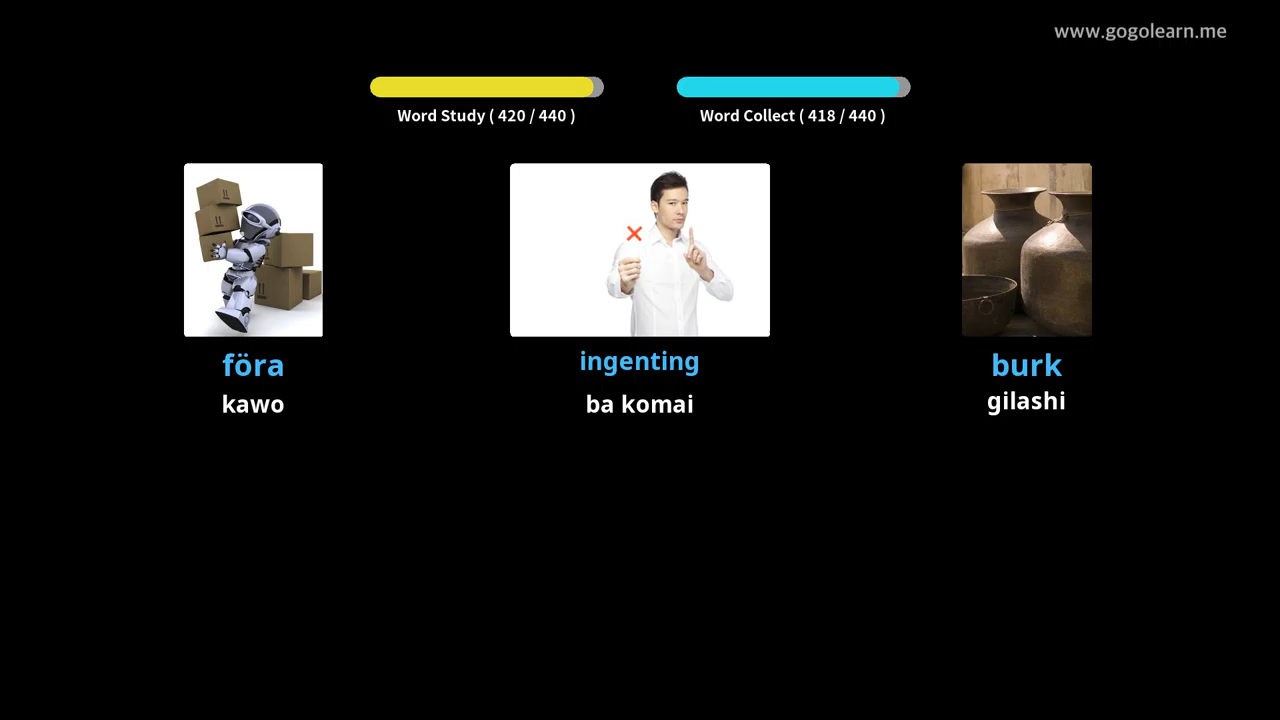 www.gogolearn.me
Word Study ( 420 / 440 )
Word Collect ( 418 / 440 )
föra
ingenting
burk
kawo
ba komai
gilashi